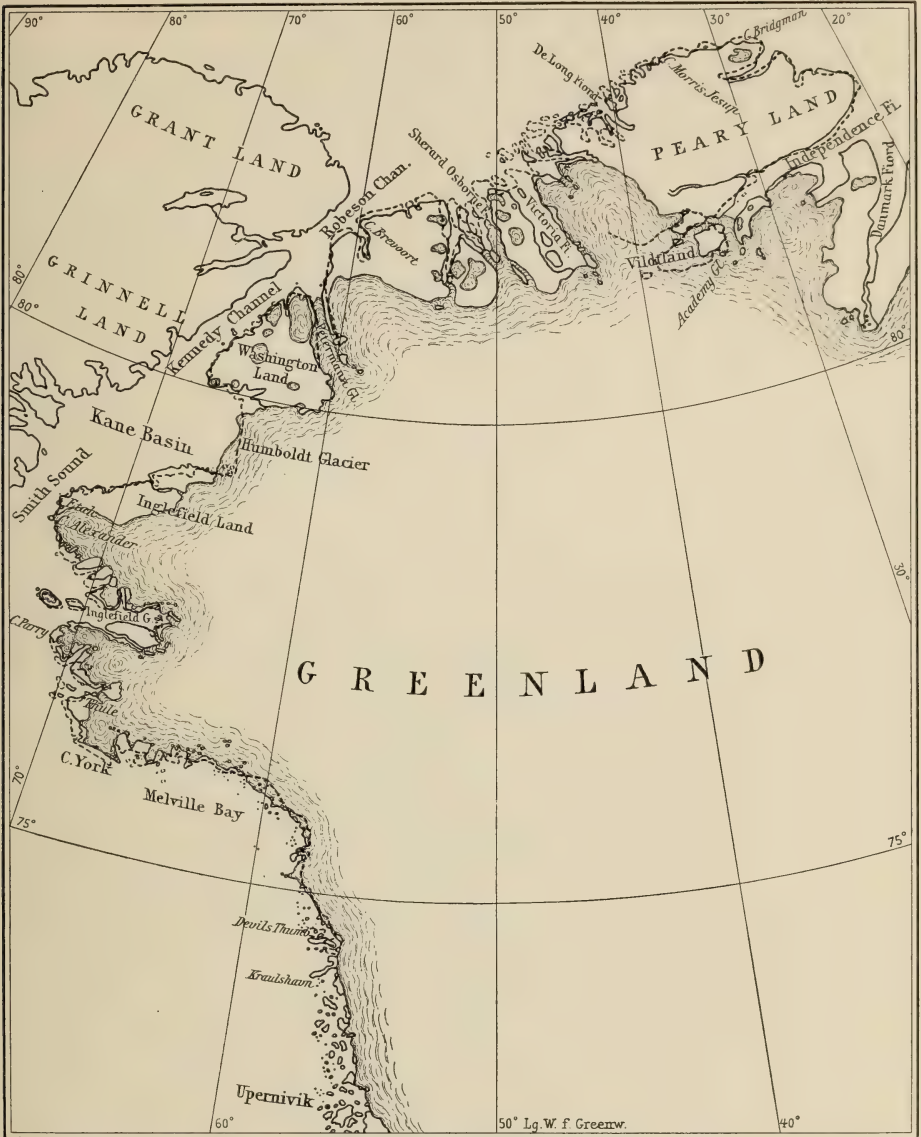 90°
80°
70°
60°
50°
40°
30°
20°
C. Bridgman
De Long Fiord
C. Morris Jesup
GRANT LAND
PEARY LAND
Independence Fi.
Sherard Osborne
Robeson Chan.
C. Brevoort
Victoria F.
Danmark Fiord
Vildtland
Academy Gl.
80°
GRINNELL
LAND
80°
Kennedy Channel
Petermann Gl.
Washington
Land
80°
Kane Basin
Humboldt Glacier
Smith Sound
Etah
Inglefield Land
C. Alexander
30°
Inglefield G.
C. Parry
GREENLAND
Thule
C. York
70°
Melville Bay
75°
75°
Devils Thumb
Kraulshavn
Upernivik
60°
50° Lg. W. f Greenw.
40°